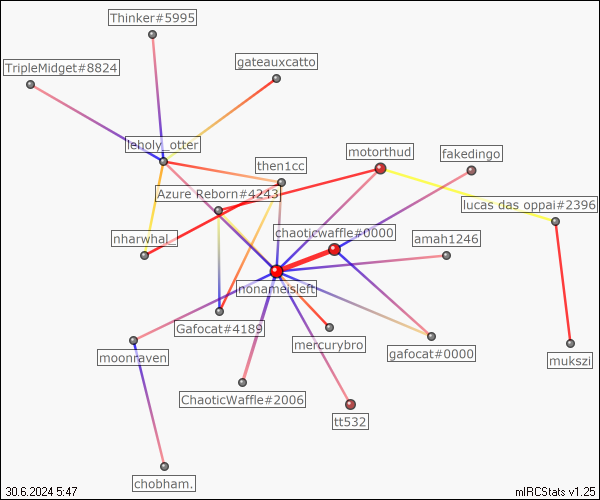 Thinker#5995
TripleMidget#8824
gateauxcatto
leholy_otter
motorthud
fakedingo
then1cc
Azure Reborn#4243
lucas das oppai#2396
nharwhal_
chaoticwaffle#0000
amah1246
nonameisleft
Gafocat#4189
mercurybro
moonraven
gafocat#0000
mukszi
ChaoticWaffle#2006
tt532
chobham.
30.6.2024 5:47
mIRCStats v1.25